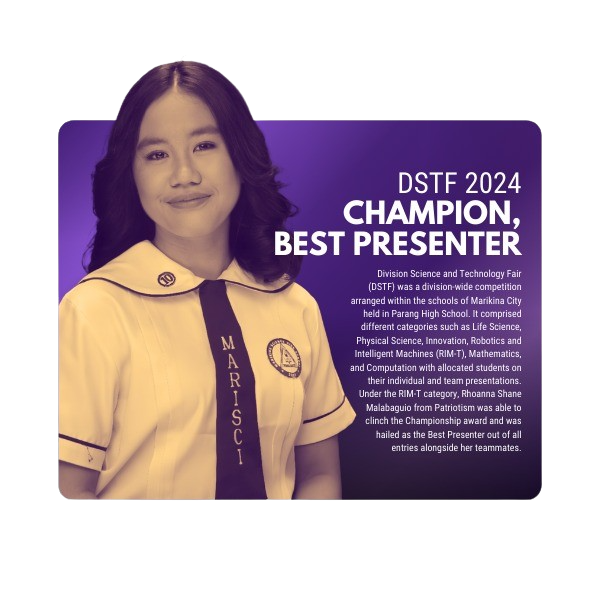 DSTF 2024
CHAMPION,
BEST PRESENTER
Division Science and Technology Fair
(DSTF) was a division-wide competition
arranged within the schools of Marikina City
held in Parang High School. It comprised
different categories such as Life Science,
Physical Science, Innovation, Robotics and
Intelligent Machines (RIM-T), Mathematics,
and Computation with allocated students on
their individual and team presentations.
Under the RIM-T category, Rhoanna Shane
Malabaguio from Patriotism was able to
clinch the Championship award and was
hailed as the Best Presenter out of all
entries alongside her teammates.
10
MARISCI